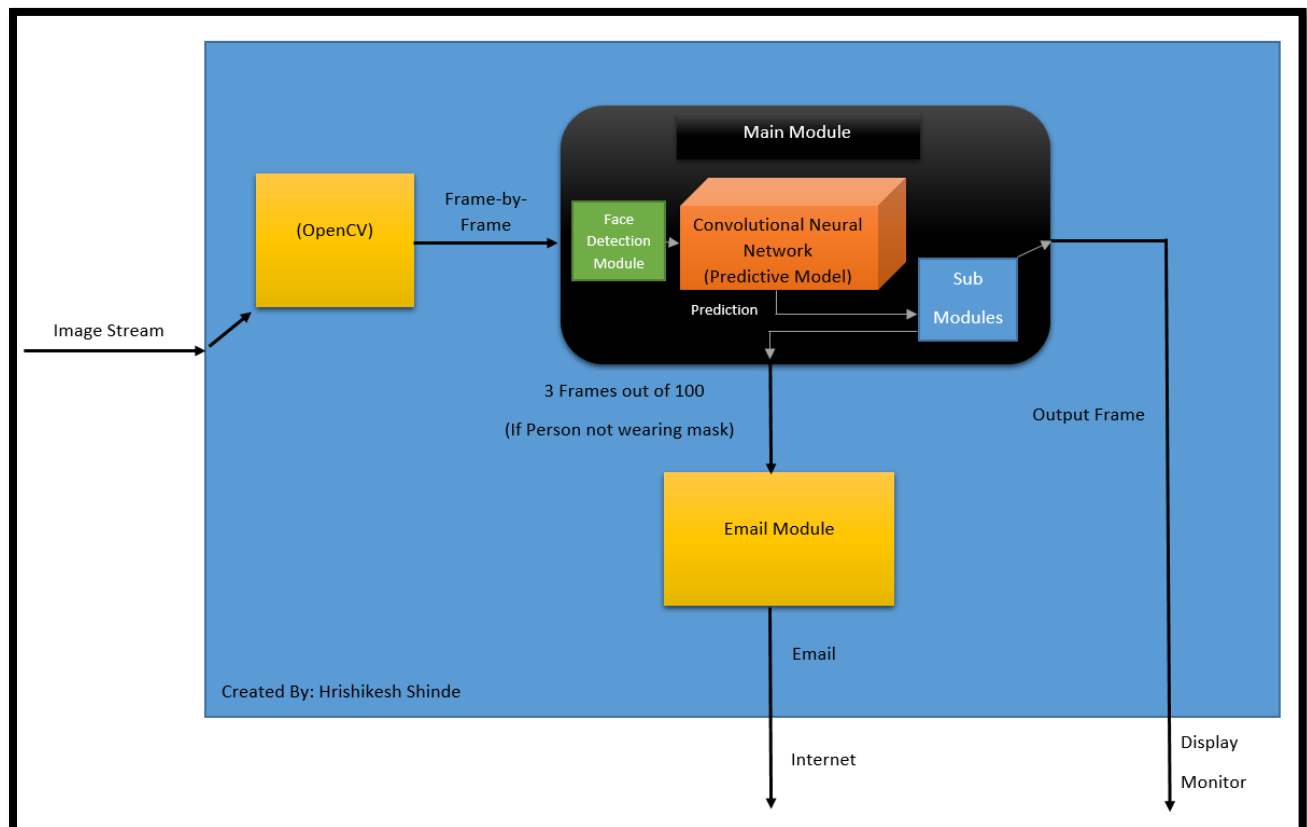 Main Module
Frame-by-
Frame
(OpenCV)
Face
Detection
Module
Convolutional Neural
Network
(Predictive Model)
Sub
Modules
Prediction
Image Stream
3 Frames out of 100
(If Person not wearing mask)
Output Frame
Email Module
Email
Created By: Hrishikesh Shinde
Internet
Display
Monitor